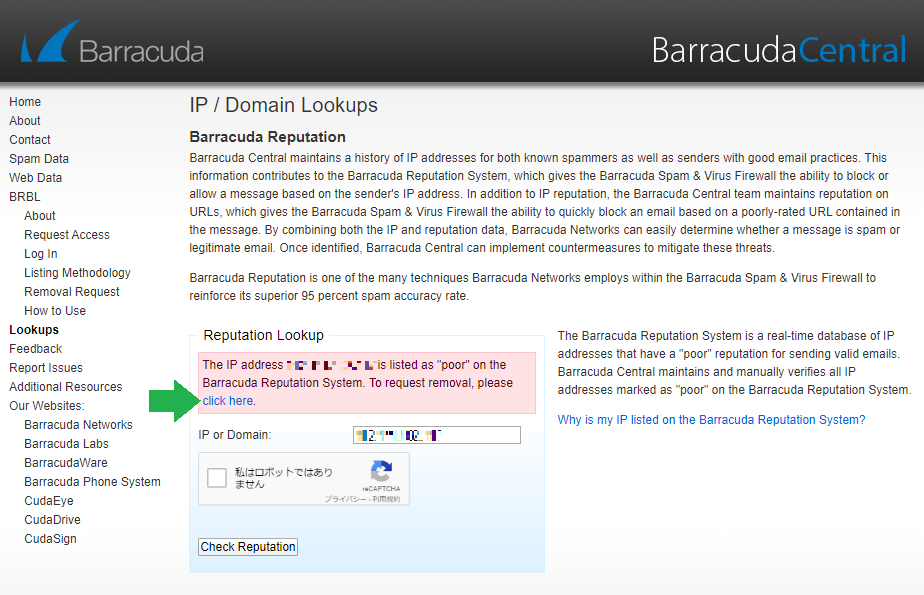 Barracuda
BarracudaCentral
Home
About
Contact
Spam Data
Web Data
BRBL
About
Request Access
Log In
Listing Methodology
Removal Request
How to Use
Lookups
Feedback
Report Issues
Additional Resources
Our Websites:
Barracuda Networks
Barracuda Labs
BarracudaWare
Barracuda Phone System
CudaEye
CudaDrive
CudaSign
IP / Domain Lookups
Barracuda Reputation
Barracuda Central maintains a history of IP addresses for both known spammers as well as senders with good email practices. This
information contributes to the Barracuda Reputation System, which gives the Barracuda Spam & Virus Firewall the ability to block or
allow a message based on the sender's IP address. In addition to IP reputation, the Barracuda Central team maintains reputation on
URLs, which gives the Barracuda Spam & Virus Firewall the ability to quickly block an email based on a poorly-rated URL contained in
the message. By combining both the IP and reputation data, Barracuda Networks can easily determine whether a message is spam or
legitimate email. Once identified, Barracuda Central can implement countermeasures to mitigate these threats.
Barracuda Reputation is one of the many techniques Barracuda Networks employs within the Barracuda Spam & Virus Firewall to
reinforce its superior 95 percent spam accuracy rate.
Reputation Lookup
The IP address is listed as "poor" on the
Barracuda Reputation System. To request removal, please
click here.
IP or Domain:
私はロボットではあり
ません
reCAPTCHA
プライバシー - 利用規約
Check Reputation
The Barracuda Reputation System is a real-time database of IP
addresses that have a "poor" reputation for sending valid emails.
Barracuda Central maintains and manually verifies all IP
addresses marked as "poor" on the Barracuda Reputation System.
Why is my IP listed on the Barracuda Reputation System?